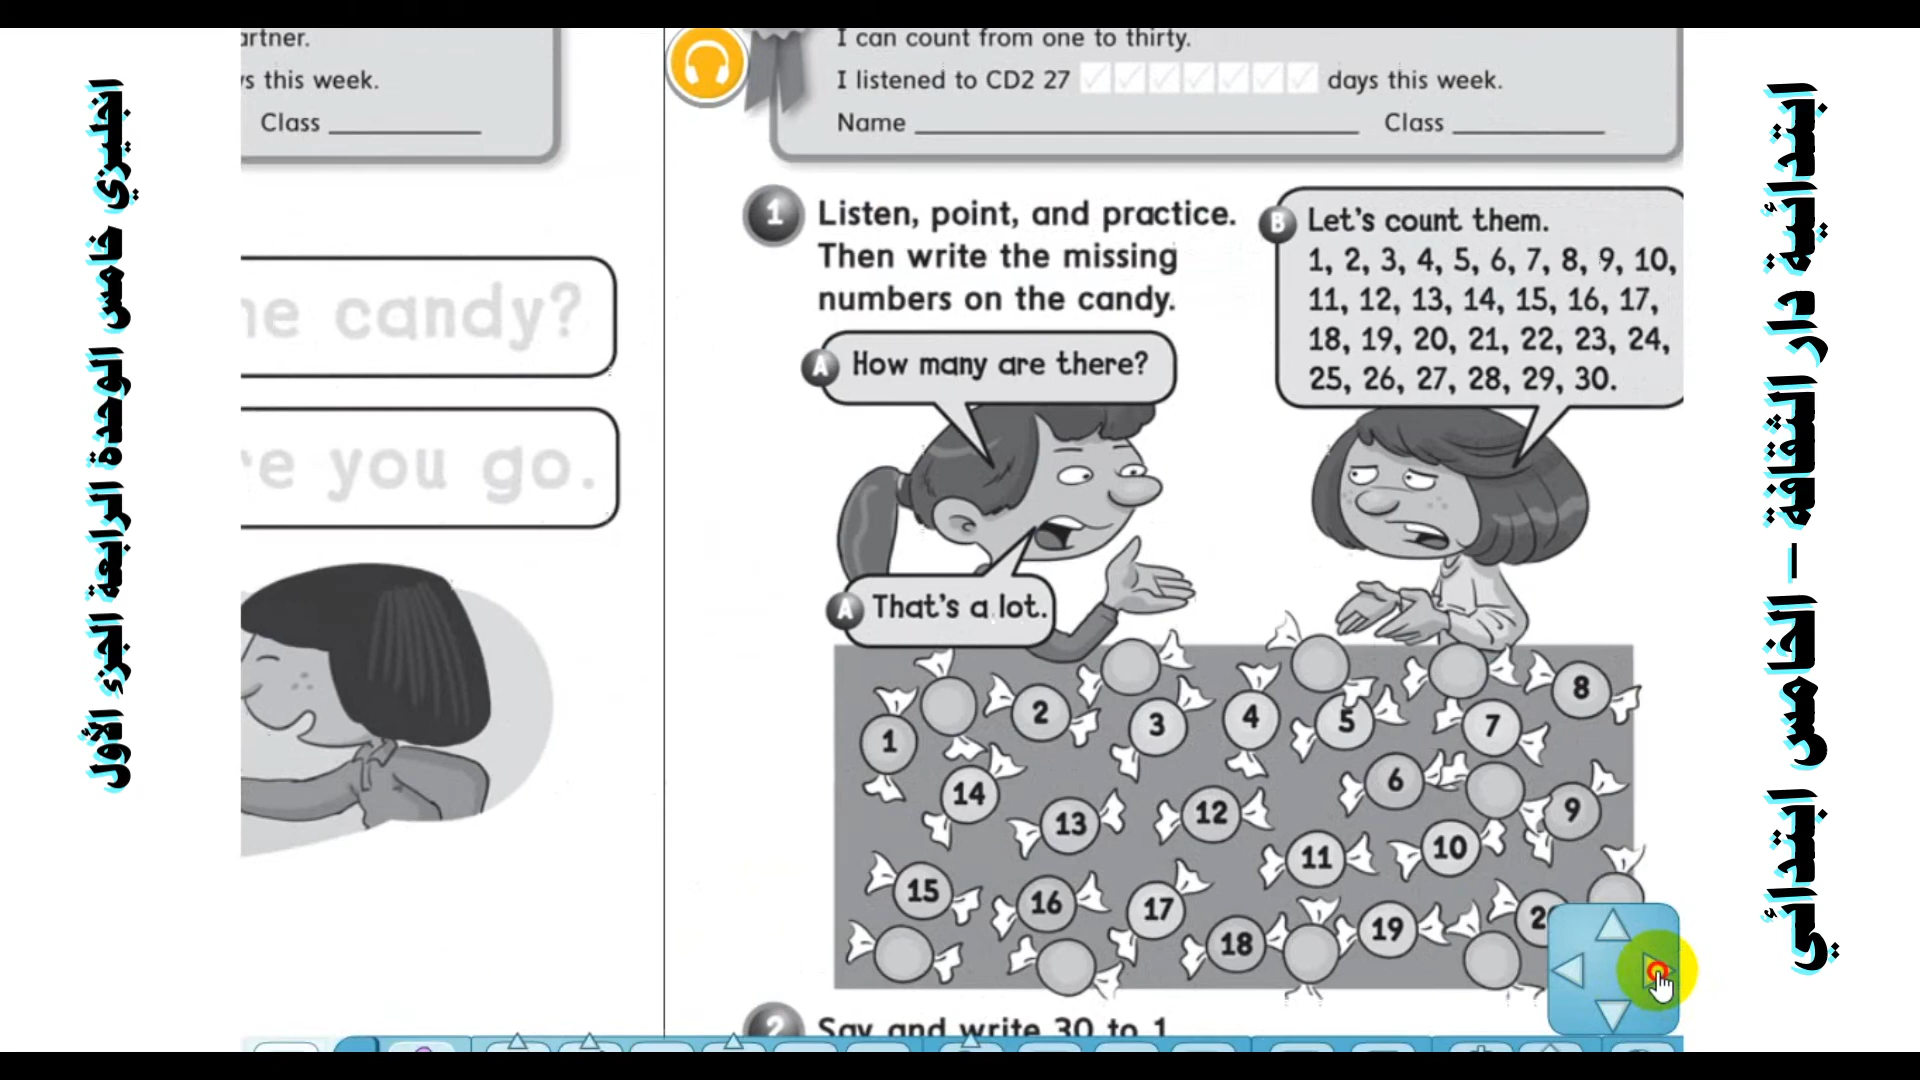 انجليزي خامس الوحدة الرابعة الجزء الأول
artner.
s this week.
Class
he candy?
re you go.
I can count from one to thirty.
I listened to CD2 27 days this week.
Name Class
1 Listen, point, and practice.
Then write the missing
numbers on the candy.
A How many are there?
B Let's count them.
1, 2, 3, 4, 5, 6, 7, 8, 9, 10,
11, 12, 13, 14, 15, 16, 17,
18, 19, 20, 21, 22, 23, 24,
25, 26, 27, 28, 29, 30.
A That's a lot.
1 2 3 4 5 7 8
14 13 12 6 9
11 10
15 16 17
18 19 2
2 Say and write 30 to 1
ابتدائية دار الثقافة – الخامس ابتدائي